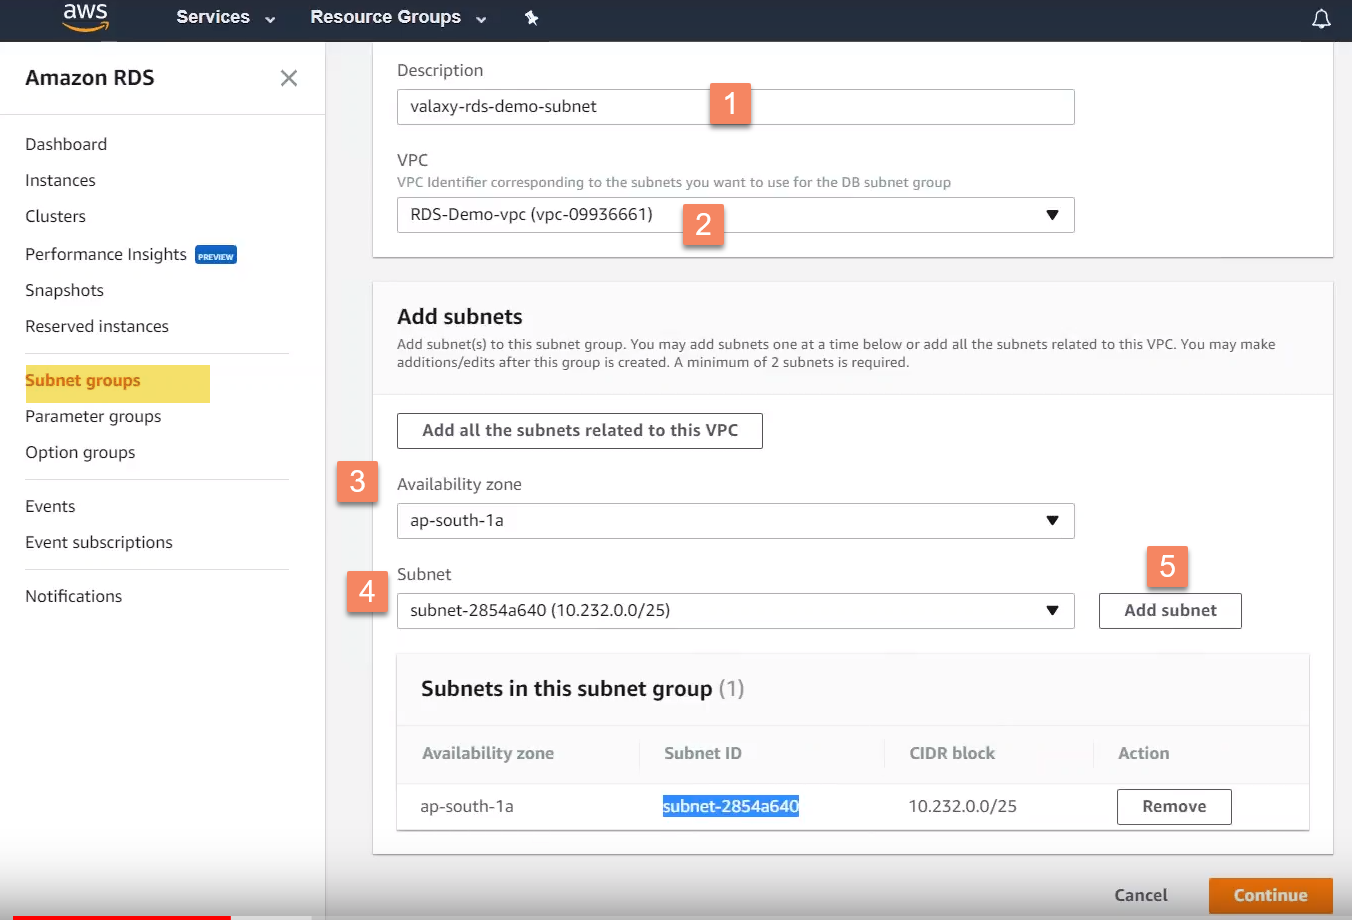 aws
Services
Resource Groups
Amazon RDS
Dashboard
Instances
Clusters
Performance Insights PREVIEW
Snapshots
Reserved instances
Subnet groups
Parameter groups
Option groups
Events
Event subscriptions
Notifications
Description
valaxy-rds-demo-subnet
1
VPC
VPC Identifier corresponding to the subnets you want to use for the DB subnet group
RDS-Demo-vpc (vpc-09936661)
2
Add subnets
Add subnet(s) to this subnet group. You may add subnets one at a time below or add all the subnets related to this VPC. You may make
additions/edits after this group is created. A minimum of 2 subnets is required.
Add all the subnets related to this VPC
3
Availability zone
ap-south-1a
4
Subnet
subnet-2854a640 (10.232.0.0/25)
5
Add subnet
Subnets in this subnet group (1)
Availability zone Subnet ID CIDR block Action
ap-south-1a subnet-2854a640 10.232.0.0/25 Remove
Cancel Continue